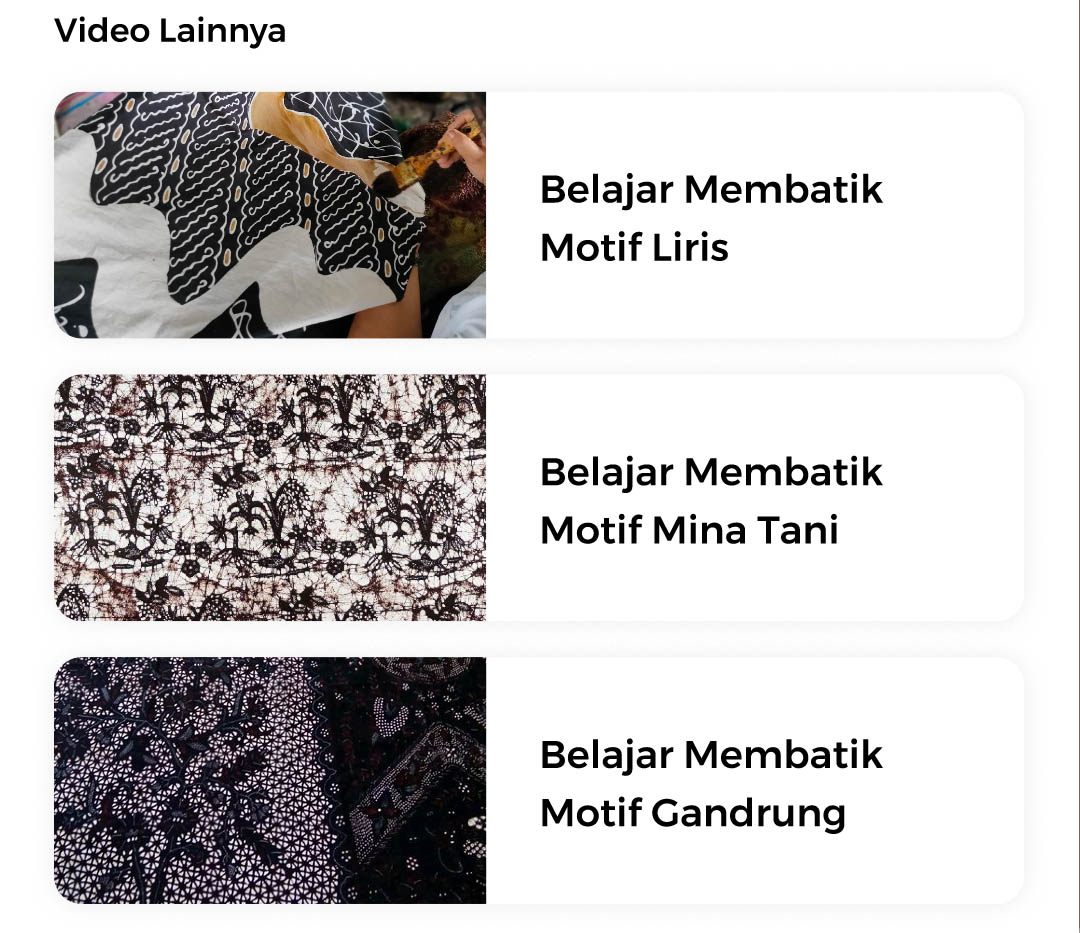 Video Lainnya
Belajar Membatik
Motif Liris
Belajar Membatik
Motif Mina Tani
Belajar Membatik
Motif Gandrung